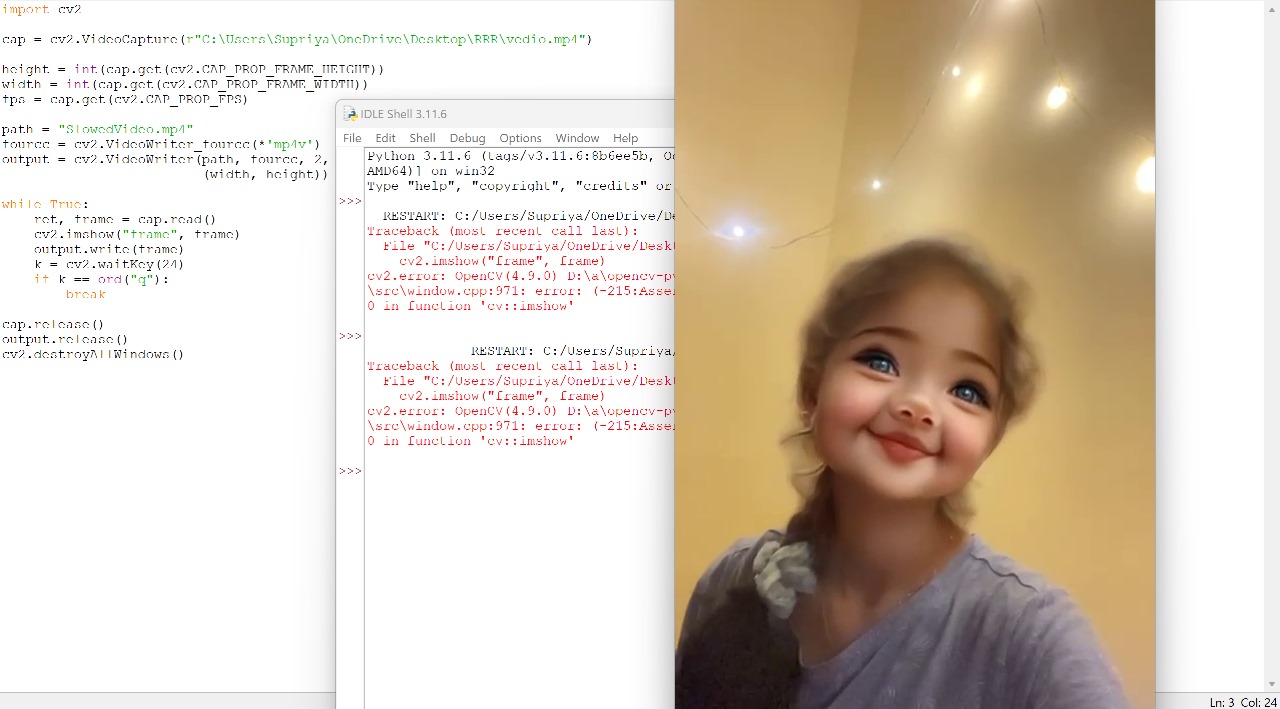 import cv2
cap = cv2.VideoCapture(r"C:\Users\Supriya\OneDrive\Desktop\RRR\vedio.mp4")
height = int(cap.get(cv2.CAP_PROP_FRAME_HEIGHT))
width = int(cap.get(cv2.CAP_PROP_FRAME_WIDTH))
fps = cap.get(cv2.CAP_PROP_FPS)
path = "SlowedVideo.mp4"
fourcc = cv2.VideoWriter_fourcc(*'mp4v')
output = cv2.VideoWriter(path, fourcc, 2,
(width, height))
while True:
ret, frame = cap.read()
cv2.imshow("frame", frame)
output.write(frame)
k = cv2.waitKey(24)
if k == ord("q"):
break
cap.release()
output.release()
cv2.destroyAllWindows()
IDLE Shell 3.11.6
File Edit Shell Debug Options Window Help
Python 3.11.6 (tags/v3.11.6:8b6ee5b, Oc
AMD64)] on win32
Type "help", "copyright", "credits" or
>>>
RESTART: C:/Users/Supriya/OneDrive/De
Traceback (most recent call last):
File "C:/Users/Supriya/OneDrive/Deskt
cv2.imshow("frame", frame)
cv2.error: OpenCV(4.9.0) D:\a\opencv-py
\src\window.cpp:971: error: (-215:Asser
0 in function 'cv::imshow'
>>>
RESTART: C:/Users/Supriya/
Traceback (most recent call last):
File "C:/Users/Supriya/OneDrive/Deskt
cv2.imshow("frame", frame)
cv2.error: OpenCV(4.9.0) D:\a\opencv-py
\src\window.cpp:971: error: (-215:Asser
0 in function 'cv::imshow'
>>>
Ln: 3 Col: 24